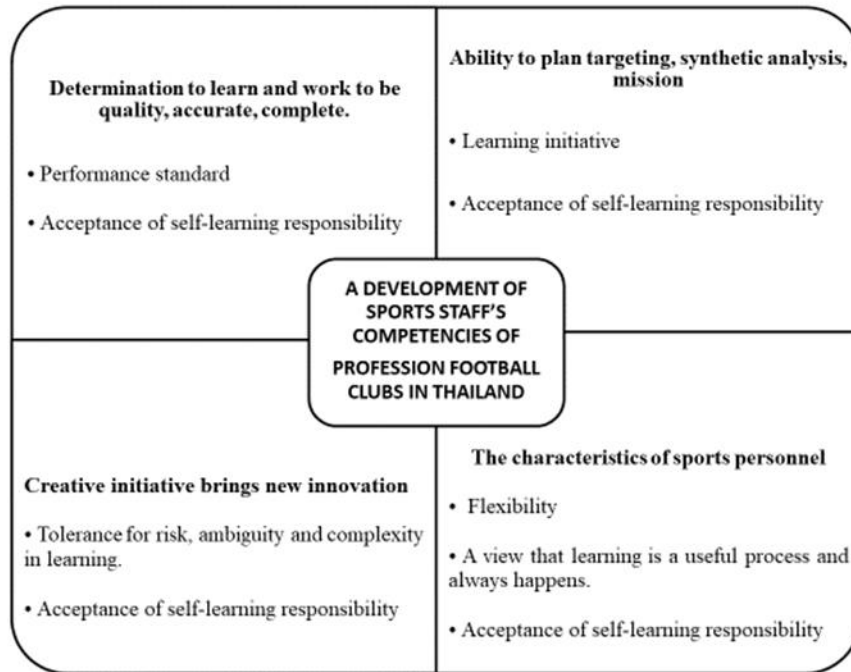 Determination to learn and work to be
quality, accurate, complete.
• Performance standard
• Acceptance of self-learning responsibility
Ability to plan targeting, synthetic analysis,
mission
• Learning initiative
• Acceptance of self-learning responsibility
A DEVELOPMENT OF
SPORTS STAFF'S
COMPETENCIES OF
PROFESSION FOOTBALL
CLUBS IN THAILAND
Creative initiative brings new innovation
• Tolerance for risk, ambiguity and complexity
in learning.
• Acceptance of self-learning responsibility
The characteristics of sports personnel
• Flexibility
• A view that learning is a useful process and
always happens.
• Acceptance of self-learning responsibility